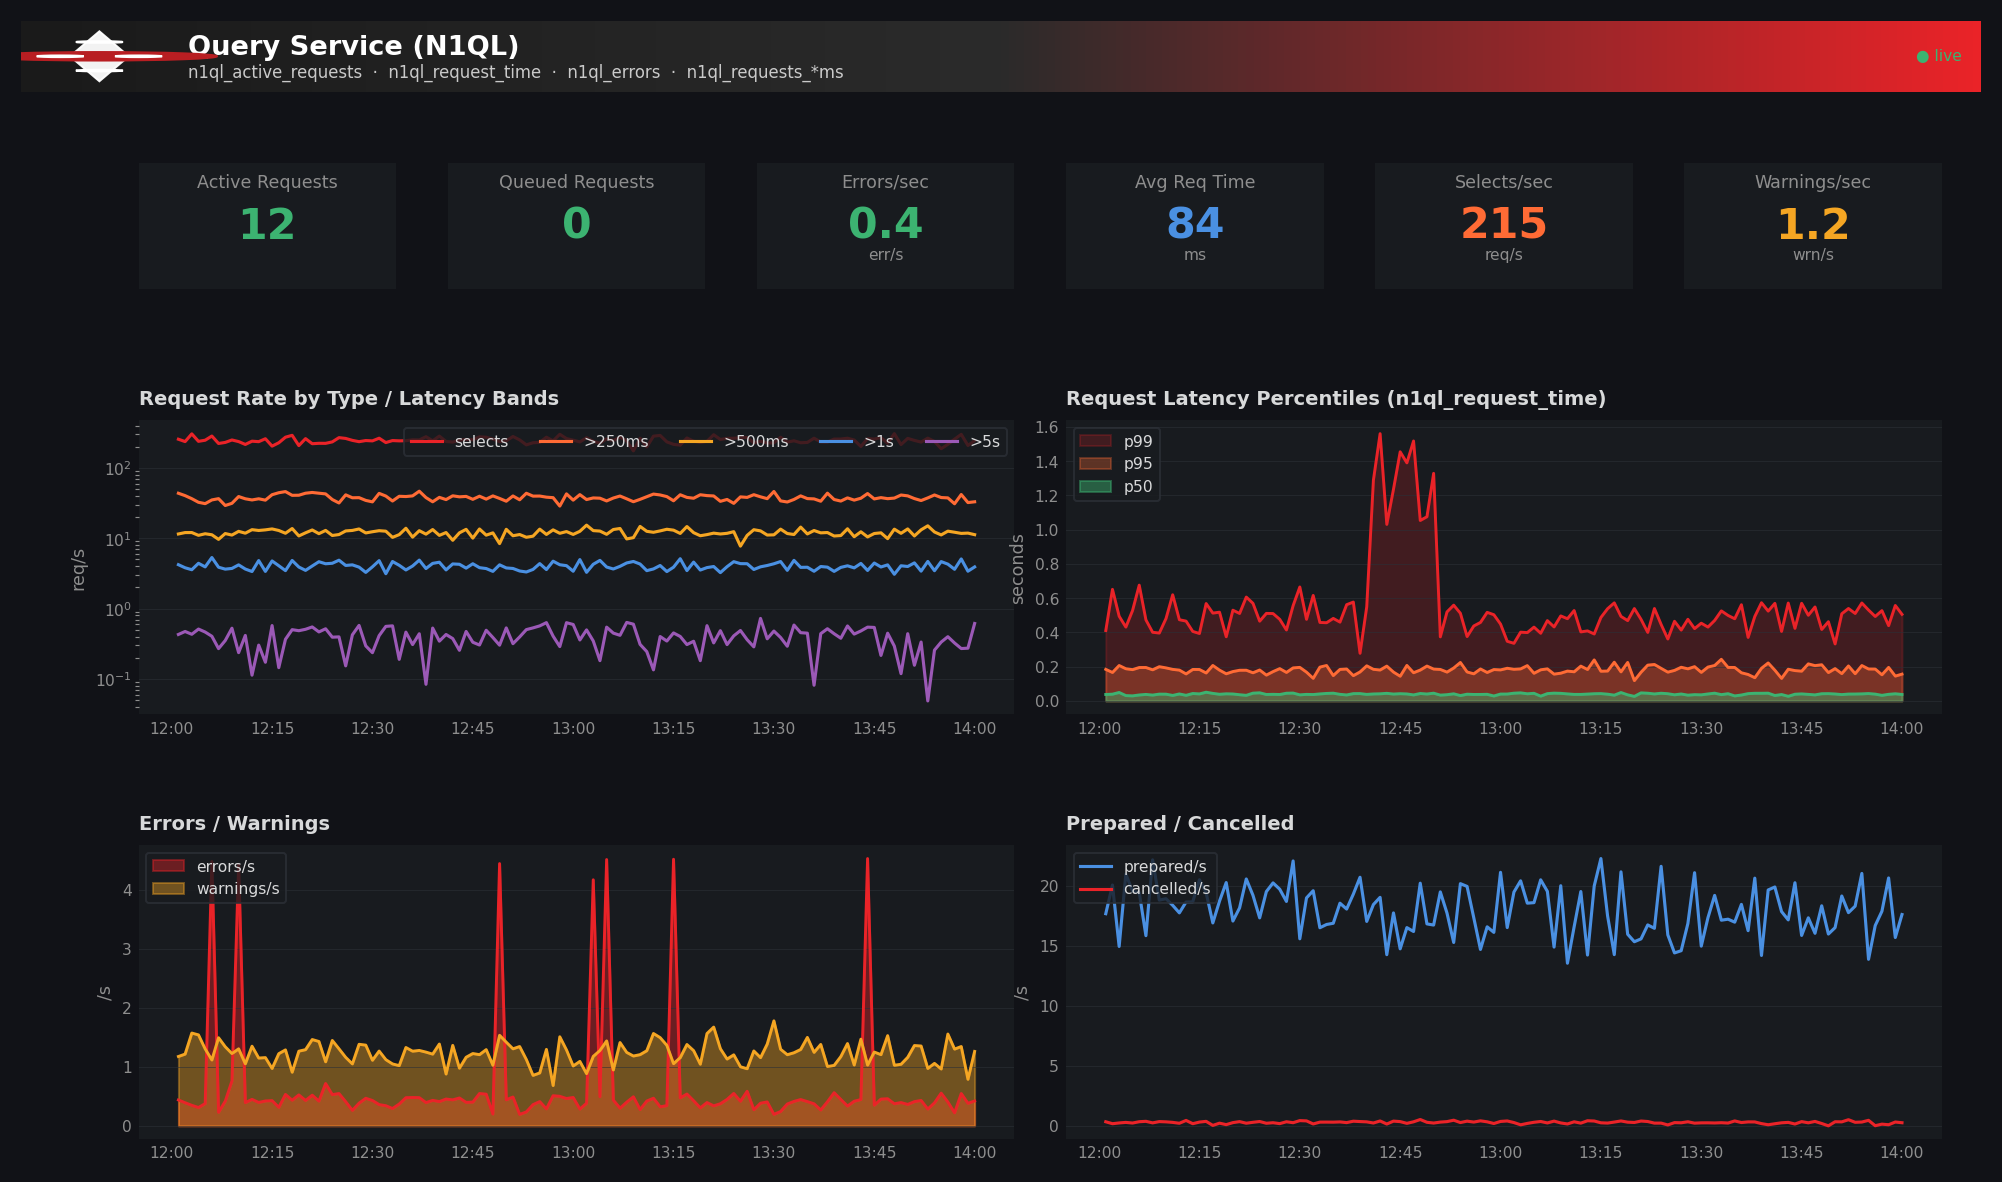 Query Service (N1QL)
n1ql_active_requests · n1ql_request_time · n1ql_errors · n1ql_requests_*ms
● live
Active Requests
12
Queued Requests
0
Errors/sec
0.4
err/s
Avg Req Time
84
ms
Selects/sec
215
req/s
Warnings/sec
1.2
wrn/s
Request Rate by Type / Latency Bands
selects >250ms >500ms >1s >5s
req/s
10²
10¹
10⁰
10⁻¹
12:00 12:15 12:30 12:45 13:00 13:15 13:30 13:45 14:00
Request Latency Percentiles (n1ql_request_time)
p99
p95
p50
seconds
1.6
1.4
1.2
1.0
0.8
0.6
0.4
0.2
0.0
12:00 12:15 12:30 12:45 13:00 13:15 13:30 13:45 14:00
Errors / Warnings
errors/s
warnings/s
/s
4
3
2
1
0
12:00 12:15 12:30 12:45 13:00 13:15 13:30 13:45 14:00
Prepared / Cancelled
prepared/s
cancelled/s
/s
20
15
10
5
0
12:00 12:15 12:30 12:45 13:00 13:15 13:30 13:45 14:00